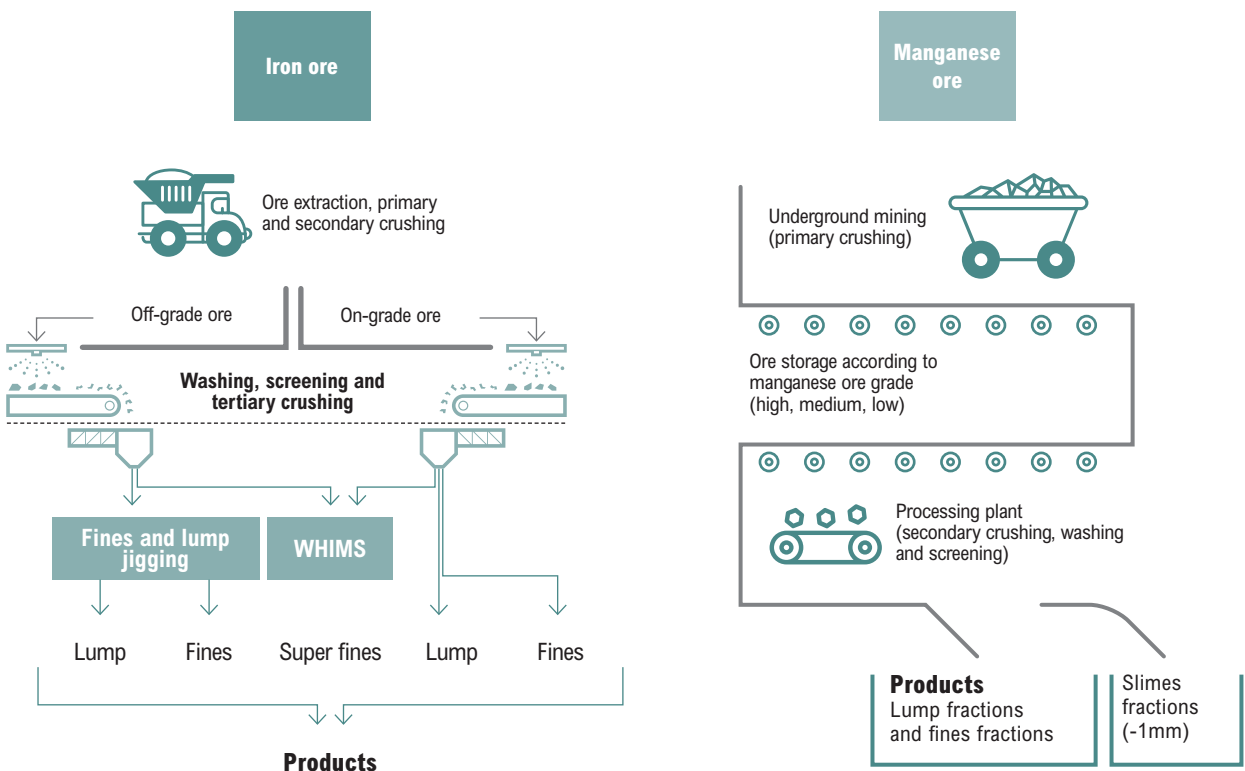 Iron ore
Ore extraction, primary
and secondary crushing
Off-grade ore
On-grade ore
Washing, screening and
tertiary crushing
Fines and lump
jigging
WHIMS
Lump
Fines
Super fines
Lump
Fines
Products
Manganese
ore
Underground mining
(primary crushing)
Ore storage according to
manganese ore grade
(high, medium, low)
Processing plant
(secondary crushing, washing
and screening)
Products
Lump fractions
and fines fractions
Slimes
fractions
(-1mm)